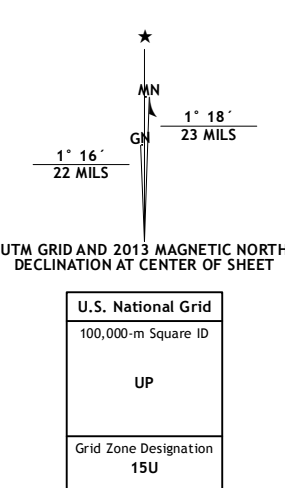 ★
MN
1° 18´
23 MILS
GN
1° 16´
22 MILS
UTM GRID AND 2013 MAGNETIC NORTH
DECLINATION AT CENTER OF SHEET
U.S. National Grid
100,000-m Square ID
UP
Grid Zone Designation
15U